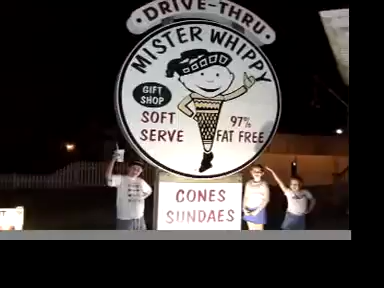 DRIVE-THRU
MISTER WHIPPY
GIFT
SHOP
SOFT
SERVE
97%
FAT FREE
CONES
SUNDAES